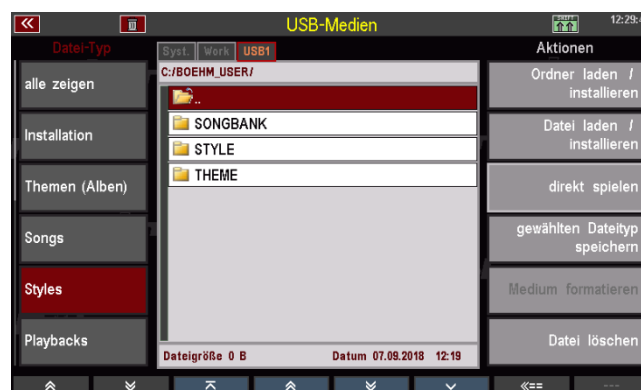 USB-Medien
12:29:
Datei-Typ
Syst. Work USB1
Aktionen
C:/BOEHM_USER/
alle zeigen
..
Ordner laden /
installieren
SONGBANK
Installation
STYLE
Datei laden /
installieren
THEME
Themen (Alben)
direkt spielen
Songs
gewählten Dateityp
speichern
Styles
Medium formatieren
Playbacks
Dateigröße 0 B Datum 07.09.2018 12:19
Datei löschen
«==
---